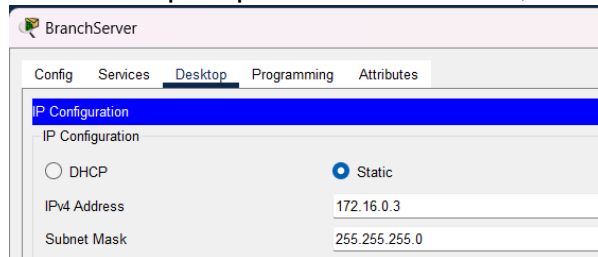 BranchServer
Config Services Desktop Programming Attributes
IP Configuration
IP Configuration
DHCP Static
IPv4 Address 172.16.0.3
Subnet Mask 255.255.255.0